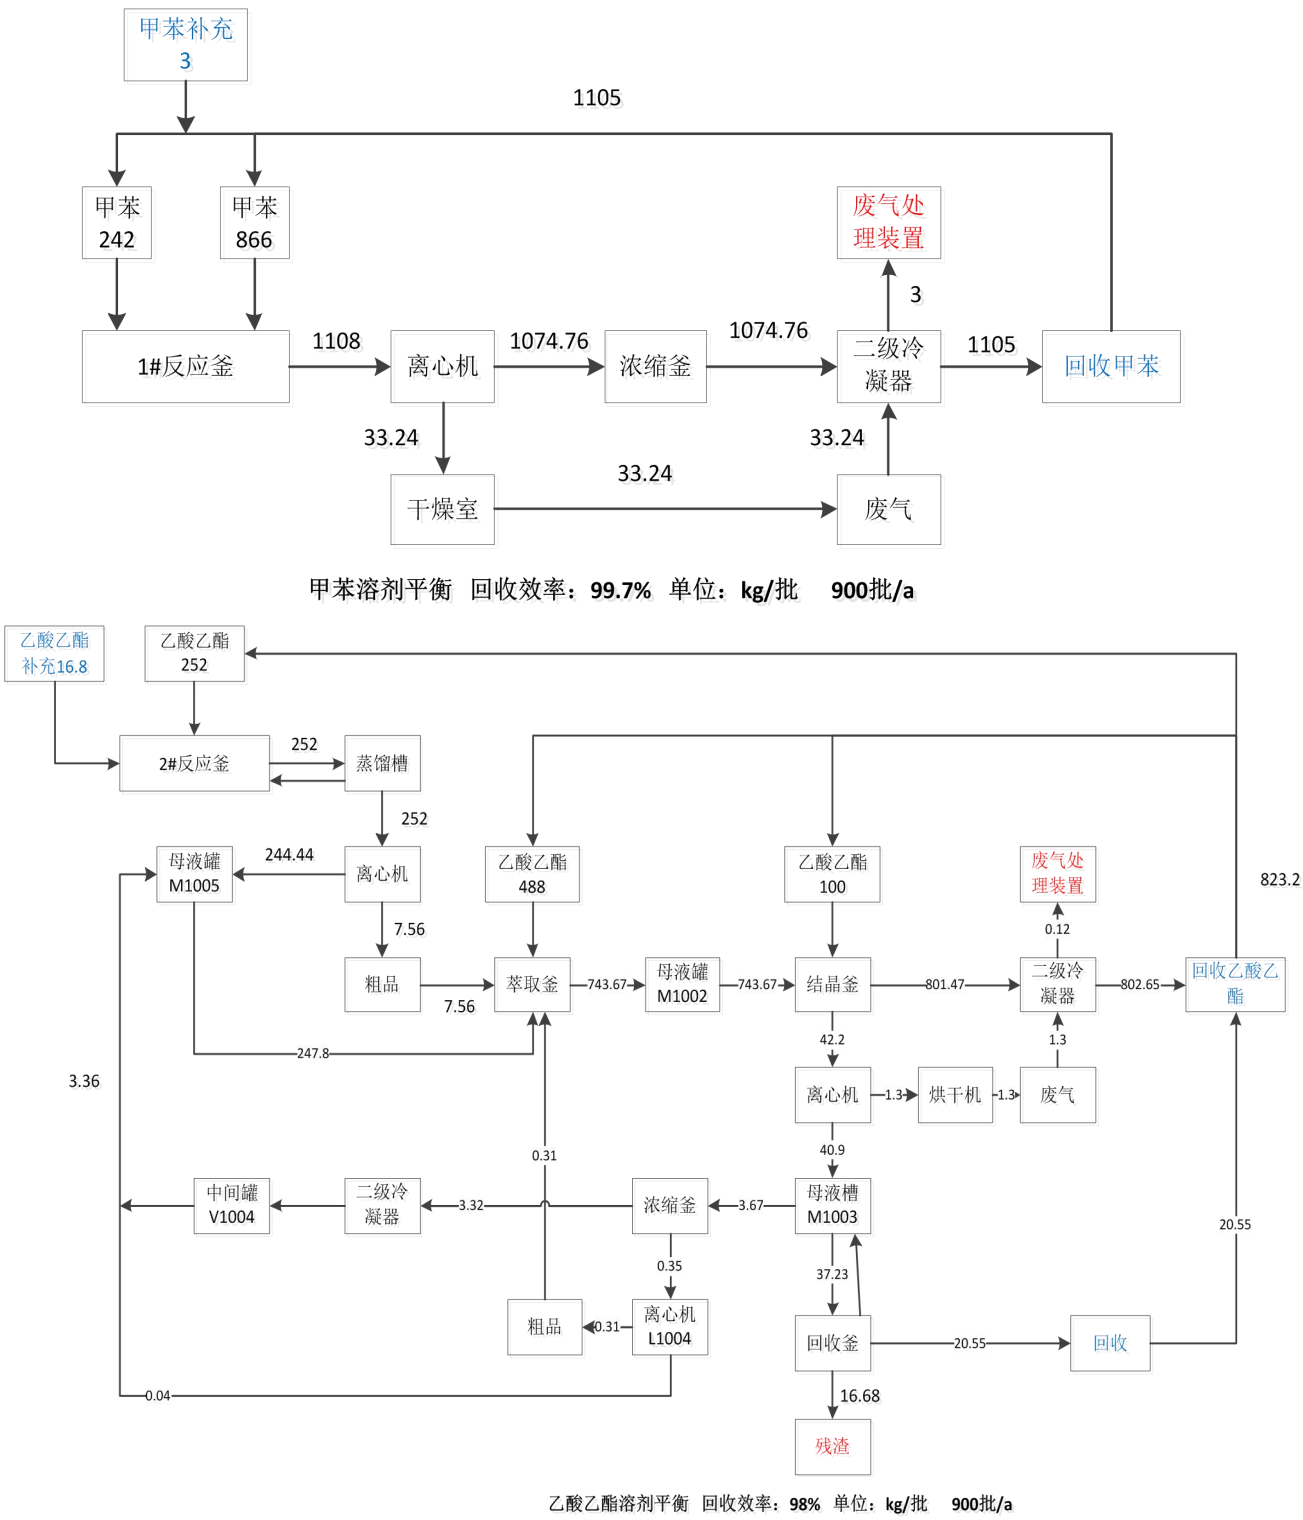 甲苯补充
3
1105
甲苯
242
甲苯
866
废气处
理装置
3
1#反应釜
1108
离心机
1074.76
浓缩釜
1074.76
二级冷
凝器
1105
回收甲苯
33.24
33.24
干燥室
33.24
废气
甲苯溶剂平衡 回收效率：99.7% 单位：kg/批 900批/a
乙酸乙酯
补充16.8
乙酸乙酯
252
2#反应釜
252
蒸馏槽
252
母液罐
M1005
244.44
离心机
乙酸乙酯
488
乙酸乙酯
100
废气处
理装置
823.2
7.56
0.12
粗品
7.56
萃取釜
743.67
母液罐
M1002
743.67
结晶釜
801.47
二级冷
凝器
802.65
回收乙酸乙
酯
247.8
42.2
1.3
3.36
离心机
1.3
烘干机
1.3
废气
0.31
40.9
中间罐
V1004
二级冷
凝器
3.32
浓缩釜
3.67
母液槽
M1003
20.55
0.35
37.23
粗品
0.31
离心机
L1004
回收釜
20.55
回收
0.04
16.68
残渣
乙酸乙酯溶剂平衡 回收效率：98% 单位：kg/批 900批/a